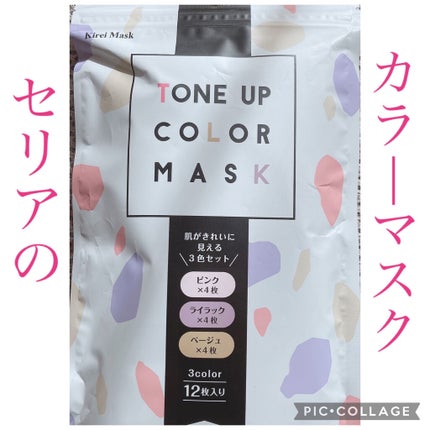 セリアの
カラーマスク
Kirei Mask
TONE UP
COLOR
MASK
肌がきれいに
見える
\3色セット/
ピンク
×4枚
ライラック
×4枚
ベージュ
×4枚
3color
12枚入り
PIC•COLLAGE